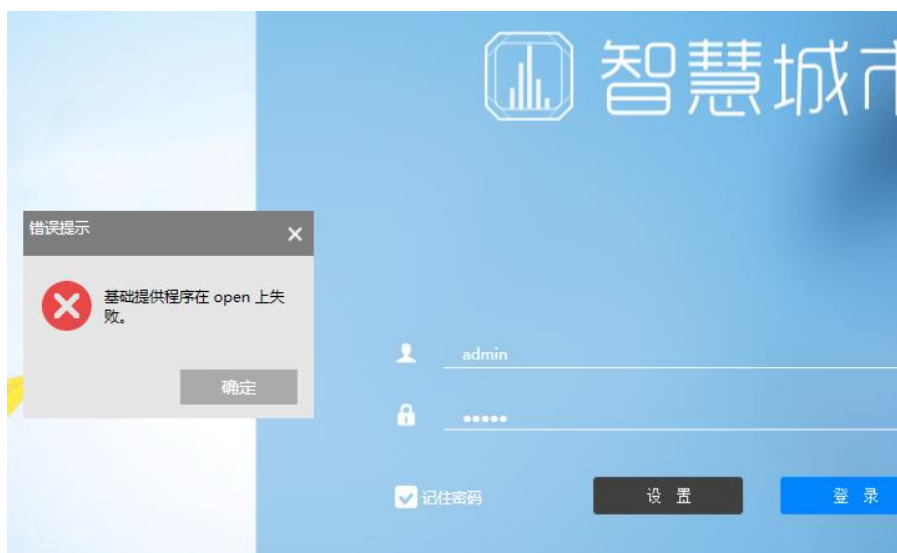 智慧城市
错误提示
基础提供程序在 open 上失
败。
确定
admin
记住密码
设 置
登 录